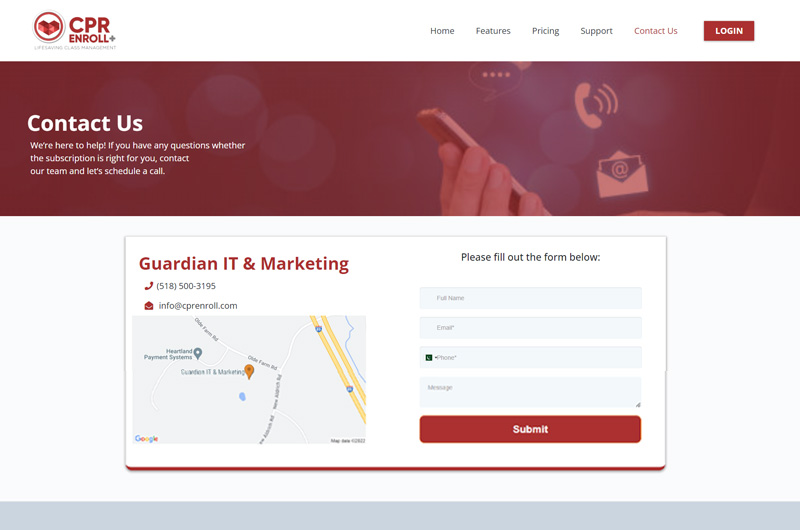 CPR
ENROLL+
LIFESAVING CLASS MANAGEMENT
Home
Features
Pricing
Support
Contact Us
LOGIN
Contact Us
We're here to help! If you have any questions whether
the subscription is right for you, contact
our team and let's schedule a call.
@
Guardian IT & Marketing
(518) 500-3195
info@cprenroll.com
Olde Farm Rd
Heartland
Payment Systems
Olde Farm Rd
Guardian IT & Marketing
New Aldrich Rd
New Aldrich Rd
Google
Map data ©2022
Please fill out the form below:
Full Name
Email*
Phone*
Message
Submit